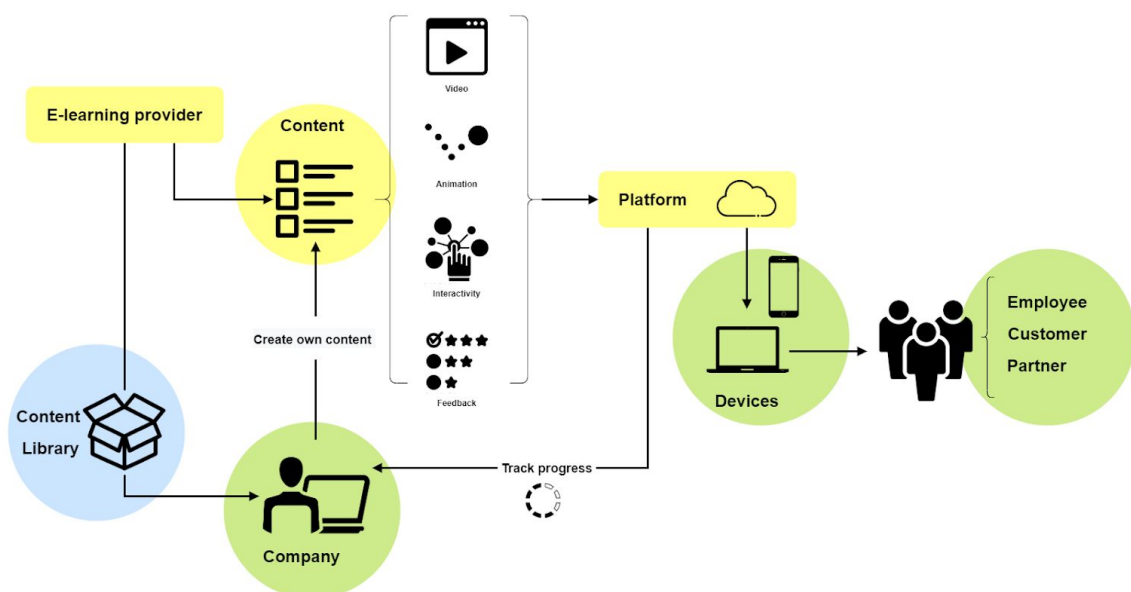 E-learning provider
Content
Video
Animation
Interactivity
Feedback
Platform
Create own content
Content
Library
Company
Track progress
Devices
Employee
Customer
Partner